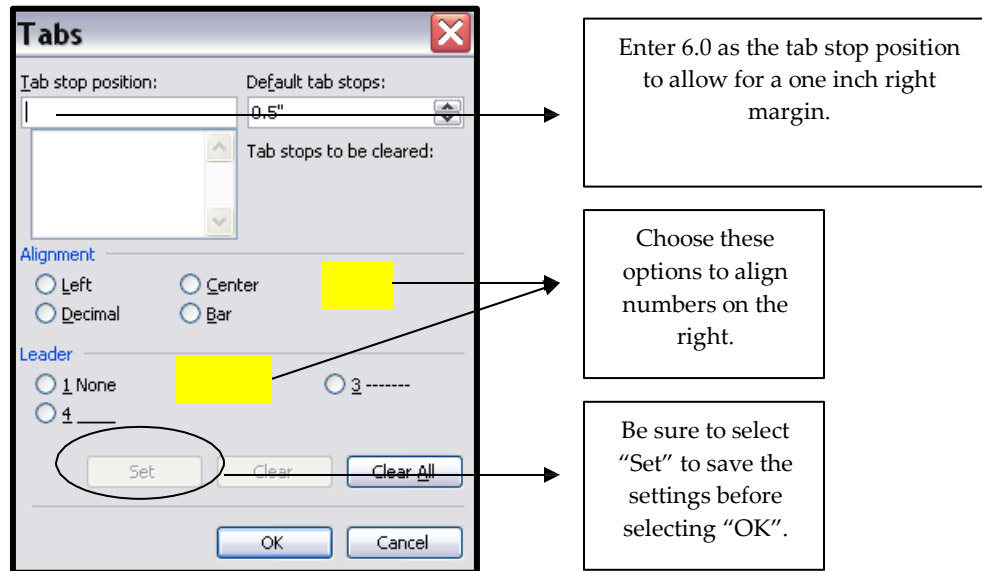 Tabs
Tab stop position:
Default tab stops:
0.5"
Tab stops to be cleared:
Alignment
Left
Center
Decimal
Bar
Leader
1 None
3 -------
4 ____
Set
Clear
Clear All
OK
Cancel
Enter 6.0 as the tab stop position
to allow for a one inch right
margin.
Choose these
options to align
numbers on the
right.
Be sure to select
“Set” to save the
settings before
selecting “OK”.